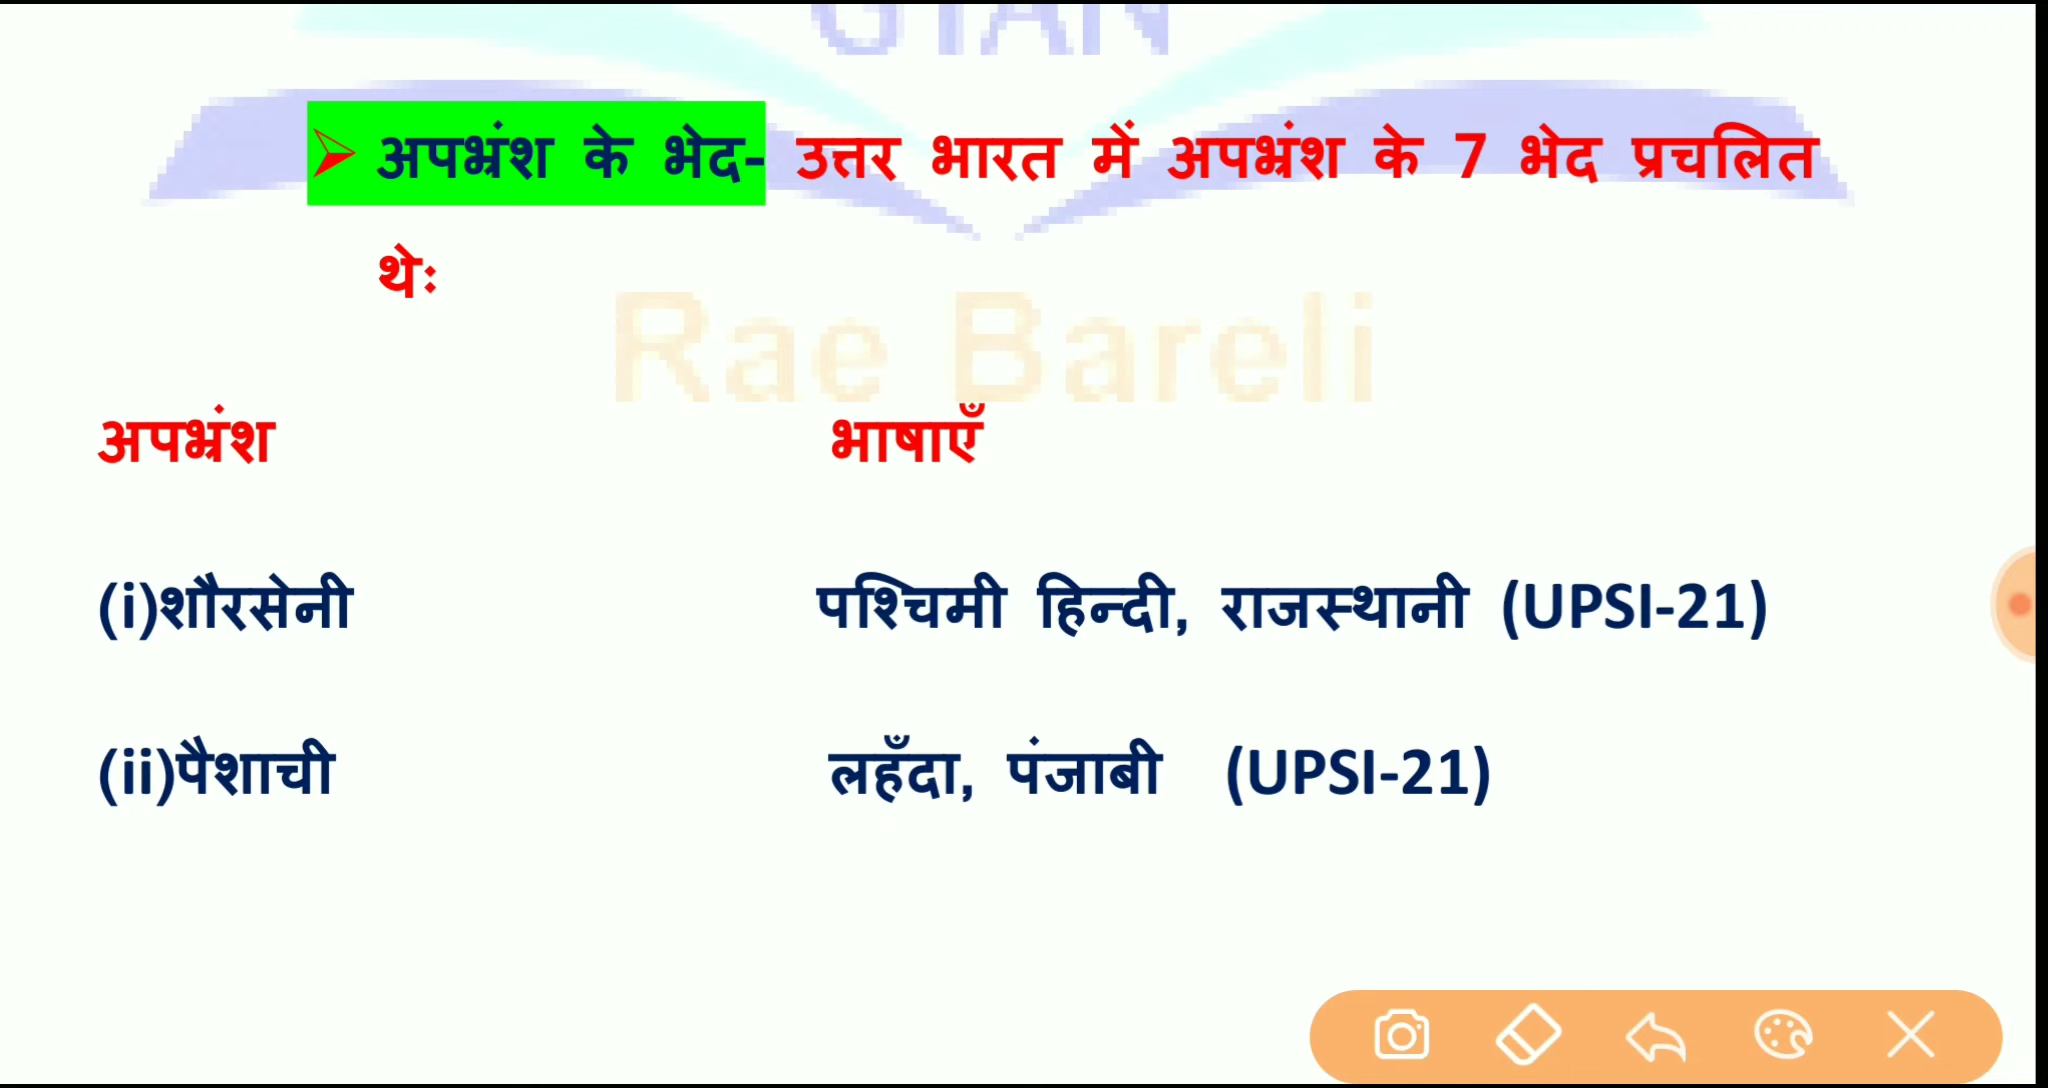 ➢ अपभ्रंश के भेद- उत्तर भारत में अपभ्रंश के 7 भेद प्रचलित
थेः
Rae Bareli
अपभ्रंश भाषाएँ
(i)शौरसेनी पश्चिमी हिन्दी, राजस्थानी (UPSI-21)
(ii)पैशाची लहँदा, पंजाबी (UPSI-21)